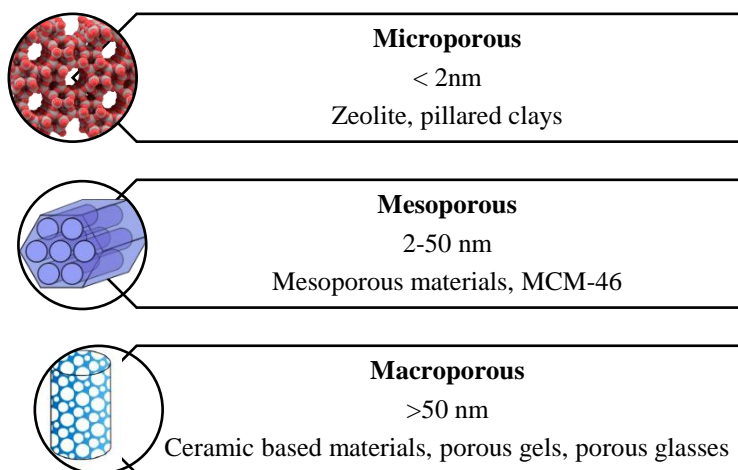 Microporous
< 2nm
Zeolite, pillared clays
Mesoporous
2-50 nm
Mesoporous materials, MCM-46
Macroporous
>50 nm
Ceramic based materials, porous gels, porous glasses